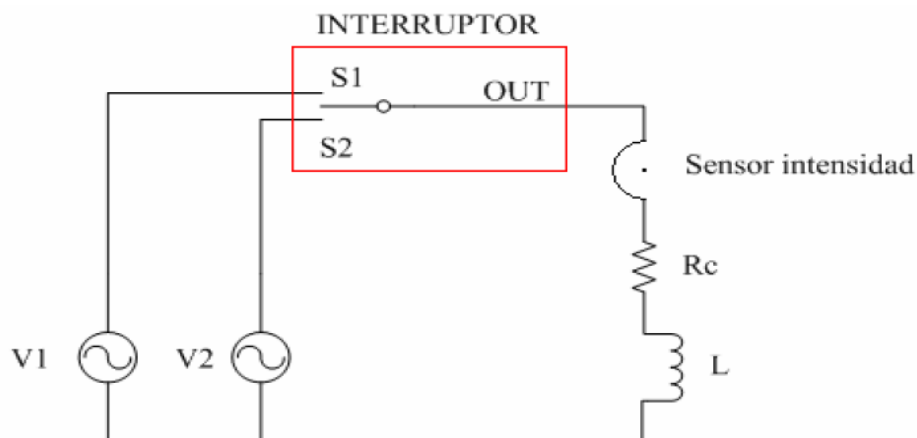 INTERRUPTOR
S1
OUT
S2
Sensor intensidad
Rc
V1
V2
L